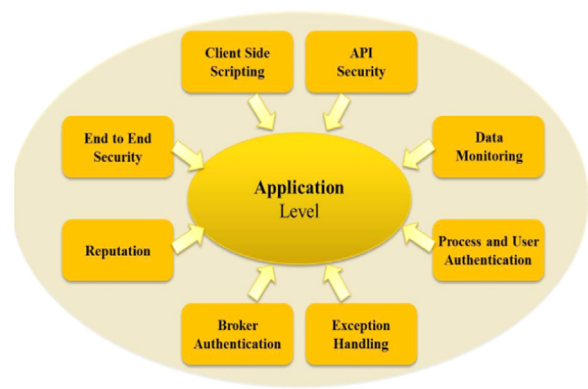 Client Side
Scripting
API
Security
End to End
Security
Data
Monitoring
Application
Level
Reputation
Process and User
Authentication
Broker
Authentication
Exception
Handling